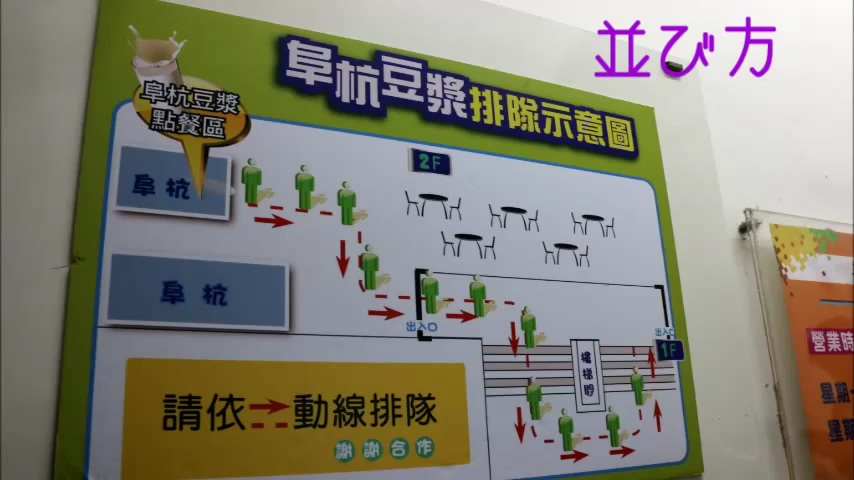 並び方
阜杭豆漿排隊示意圖
阜杭豆漿
點餐區
2F
阜杭
阜杭
出入口
出入口
1F
樓梯間
請依 動線排隊
謝謝合作
營業時
星期
星期